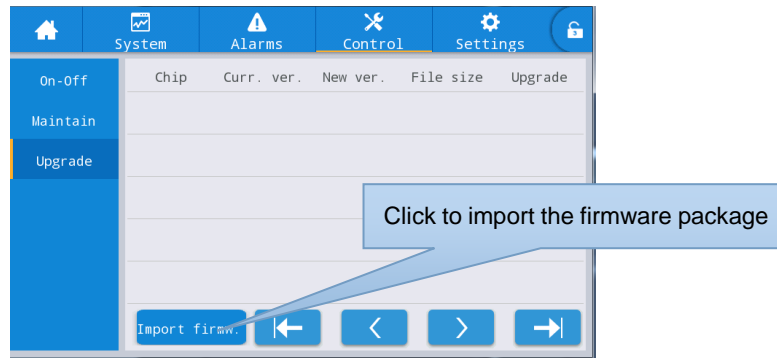 System Alarms Control Settings
On-Off Chip Curr. ver. New ver. File size Upgrade
Maintain
Upgrade
Click to import the firmware package
Import firmw.